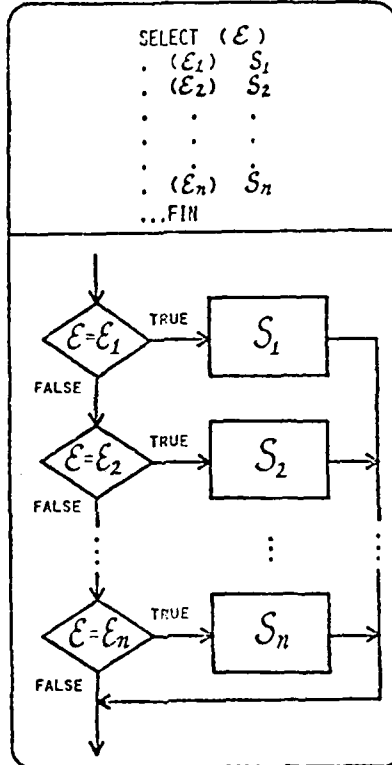 SELECT (ℰ)
. (ℰ1) S1
. (ℰ2) S2
. . .
. . .
. . .
. (ℰn) Sn
...FIN
ℰ=ℰ1 TRUE S1
FALSE
ℰ=ℰ2 TRUE S2
FALSE
ℰ=ℰn TRUE Sn
FALSE